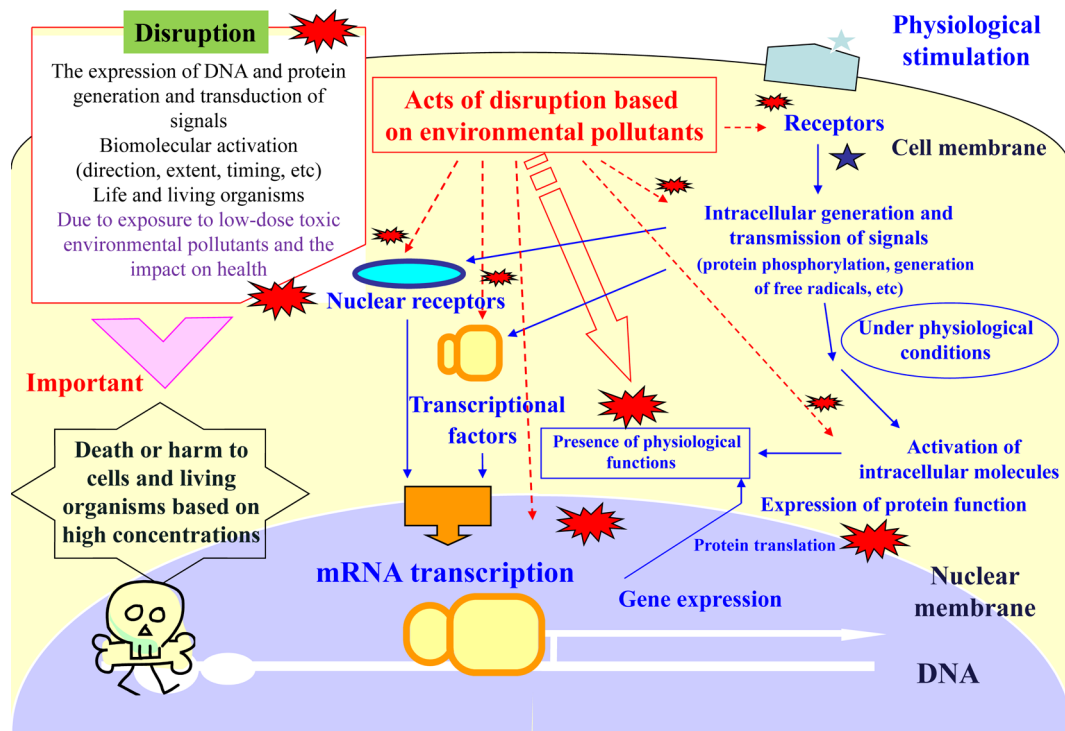 Disruption
The expression of DNA and protein
generation and transduction of
signals
Biomolecular activation
(direction, extent, timing, etc)
Life and living organisms
Due to exposure to low-dose toxic
environmental pollutants and the
impact on health
Important
Death or harm to
cells and living
organisms based on
high concentrations
Acts of disruption based
on environmental pollutants
Physiological
stimulation
Receptors
Cell membrane
Intracellular generation and
transmission of signals
(protein phosphorylation, generation
of free radicals, etc)
Nuclear receptors
Under physiological
conditions
Transcriptional
factors
Presence of physiological
functions
Activation of
intracellular molecules
Expression of protein function
Protein translation
mRNA transcription
Gene expression
Nuclear
membrane
DNA